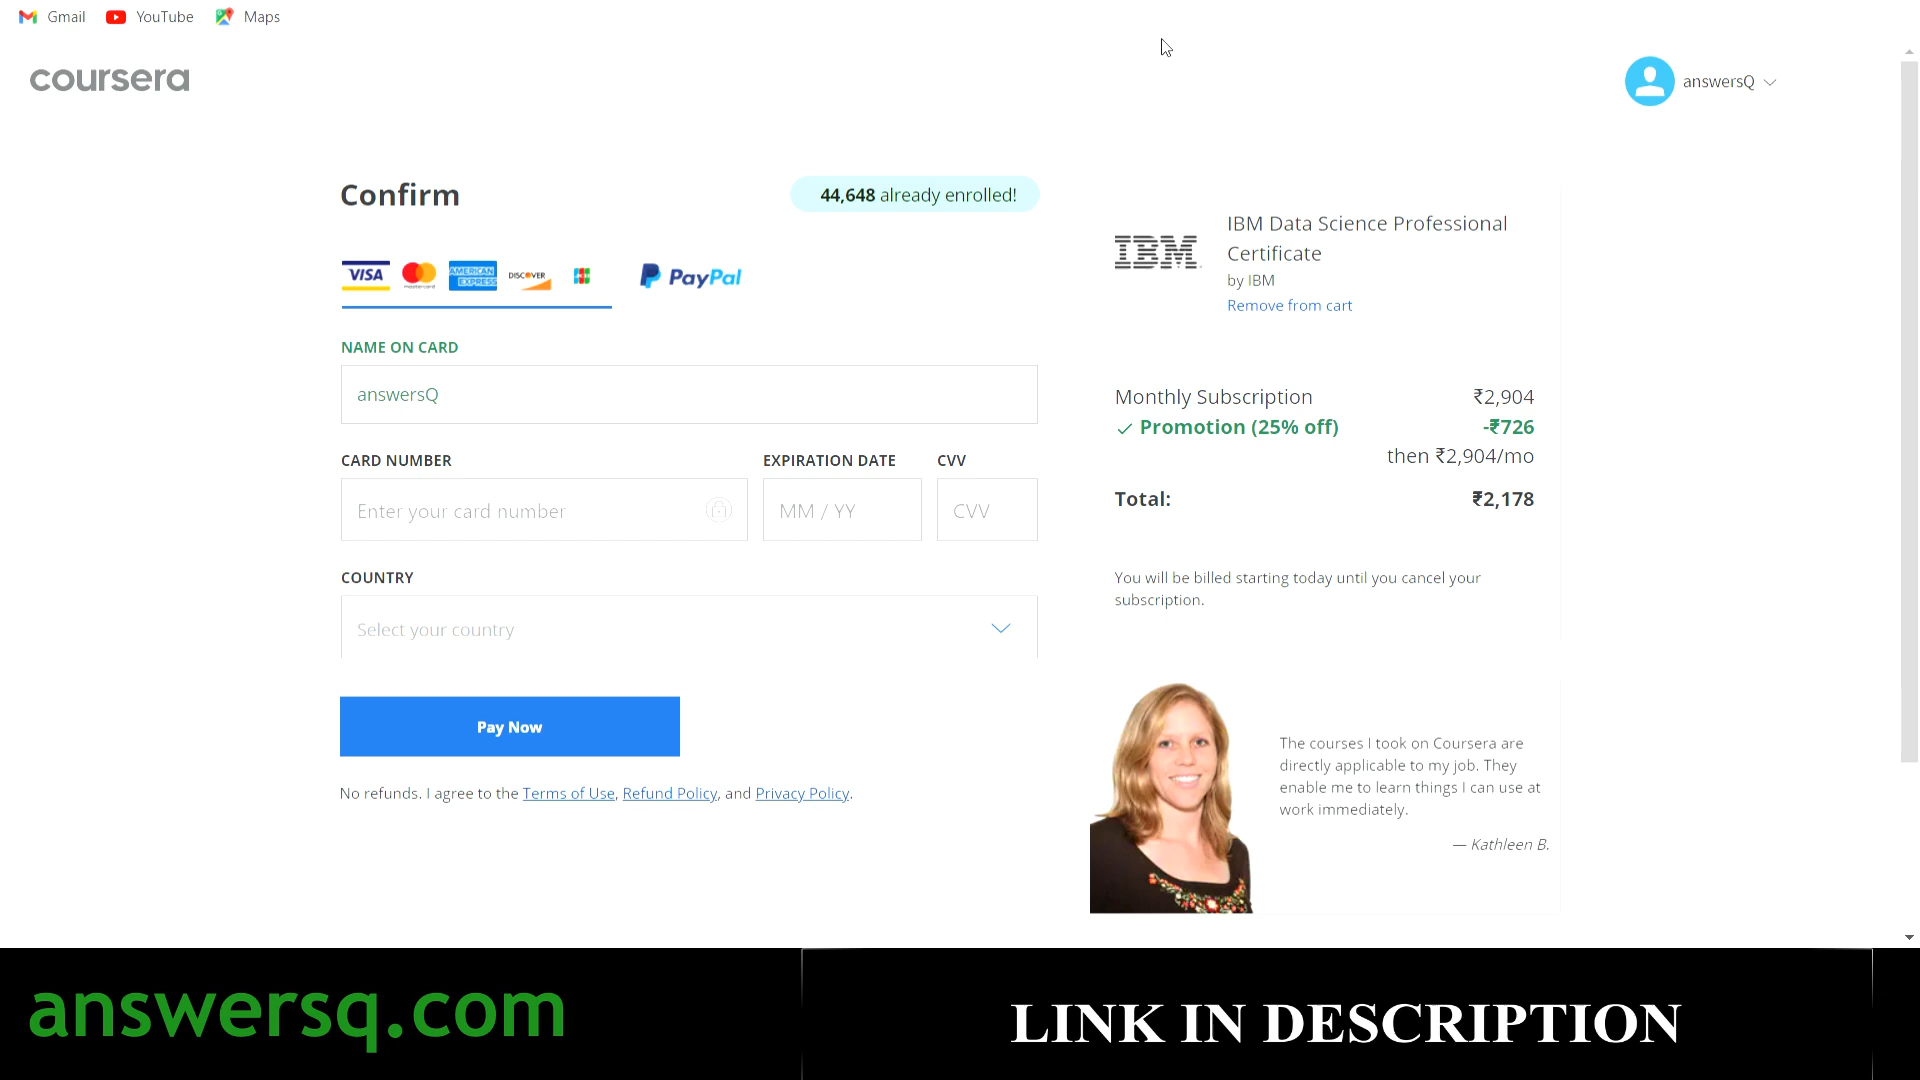 Gmail YouTube Maps
coursera
answersQ
Confirm
44,648 already enrolled!
VISA mastercard AMERICAN EXPRESS DISCOVER JCB PayPal
NAME ON CARD
answersQ
CARD NUMBER EXPIRATION DATE CVV
Enter your card number MM / YY CVV
COUNTRY
Select your country
Pay Now
No refunds. I agree to the Terms of Use, Refund Policy, and Privacy Policy.
IBM
IBM Data Science Professional
Certificate
by IBM
Remove from cart
Monthly Subscription ₹2,904
Promotion (25% off) -₹726
then ₹2,904/mo
Total: ₹2,178
You will be billed starting today until you cancel your
subscription.
The courses I took on Coursera are
directly applicable to my job. They
enable me to learn things I can use at
work immediately.
— Kathleen B.
answersq.com
LINK IN DESCRIPTION